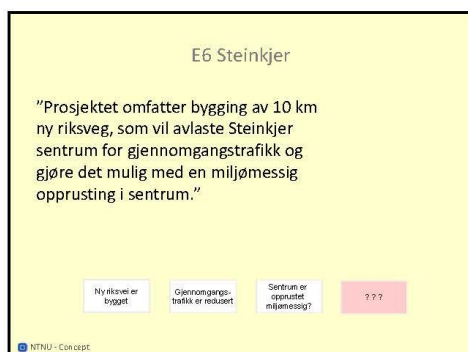 E6 Steinkjer
”Prosjektet omfatter bygging av 10 km
ny riksveg, som vil avlaste Steinkjer
sentrum for gjennomgangstrafikk og
gjøre det mulig med en miljømessig
opprusting i sentrum.”
Ny riksvei er
bygget
Gjennomgangs-
trafikk er redusert
Sentrum er
opprustet
miljømessig?
? ? ?
NTNU - Concept